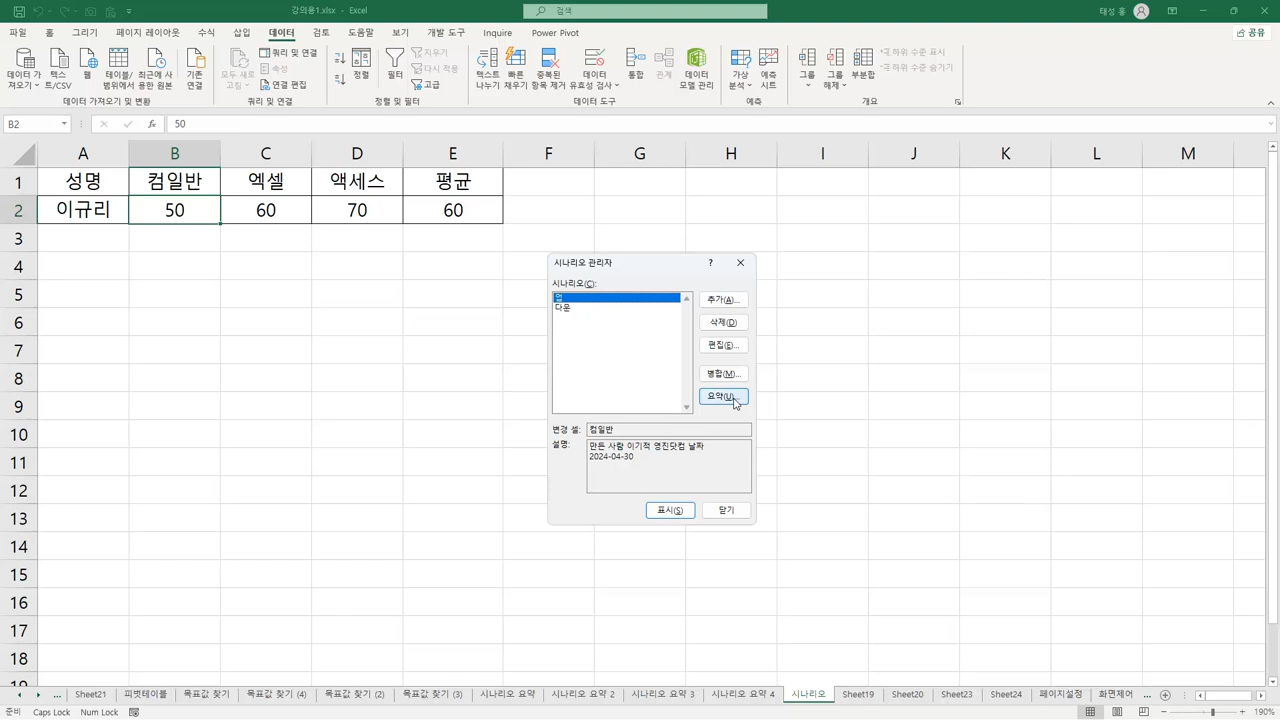 강의용1.xlsx - Excel
검색
태성 홍
파일 홈 그리기 페이지 레이아웃 수식 삽입 데이터 검토 보기 개발 도구 Inquire 도움말 Power Pivot
공유
데이터 가져오기
텍스트/CSV
웹
테이블/범위에서
최근에 사용한 원본
기존 연결
모두 새로 고침
쿼리 및 연결
속성
연결 편집
정렬
필터
지우기
다시 적용
고급
텍스트 나누기
빠른 채우기
중복된 항목 제거
데이터 유효성 검사
통합
관계
데이터 모델 관리
가상 분석
예측 시트
그룹
그룹 해제
부분합
하위 수준 표시
하위 수준 숨기기
데이터 가져오기 및 변환 쿼리 및 연결 정렬 및 필터 데이터 도구 예측 개요
B2 fx 50
A B C D E F G H I J K L M
1 성명 컴일반 엑셀 액세스 평균
2 이규리 50 60 70 60
3
4
5
6
7
8
9
10
11
12
13
14
15
16
17
18
19
시나리오 관리자 ?
시나리오(C):
업
다운
추가(A)...
삭제(D)
편집(E)...
병합(M)...
요약(U)...
변경 셀: 컴일반
설명: 만든 사람 이기적 영진닷컴 날짜
2024-04-30
표시(S) 닫기
... Sheet21 피벗테이블 목표값 찾기 목표값 찾기 (4) 목표값 찾기 (2) 목표값 찾기 (3) 시나리오 요약 시나리오 요약 2 시나리오 요약 3 시나리오 요약 4 시나리오 Sheet19 Sheet20 Sheet23 Sheet24 페이지설정 화면제어 ...
준비 Caps Lock Num Lock 190%